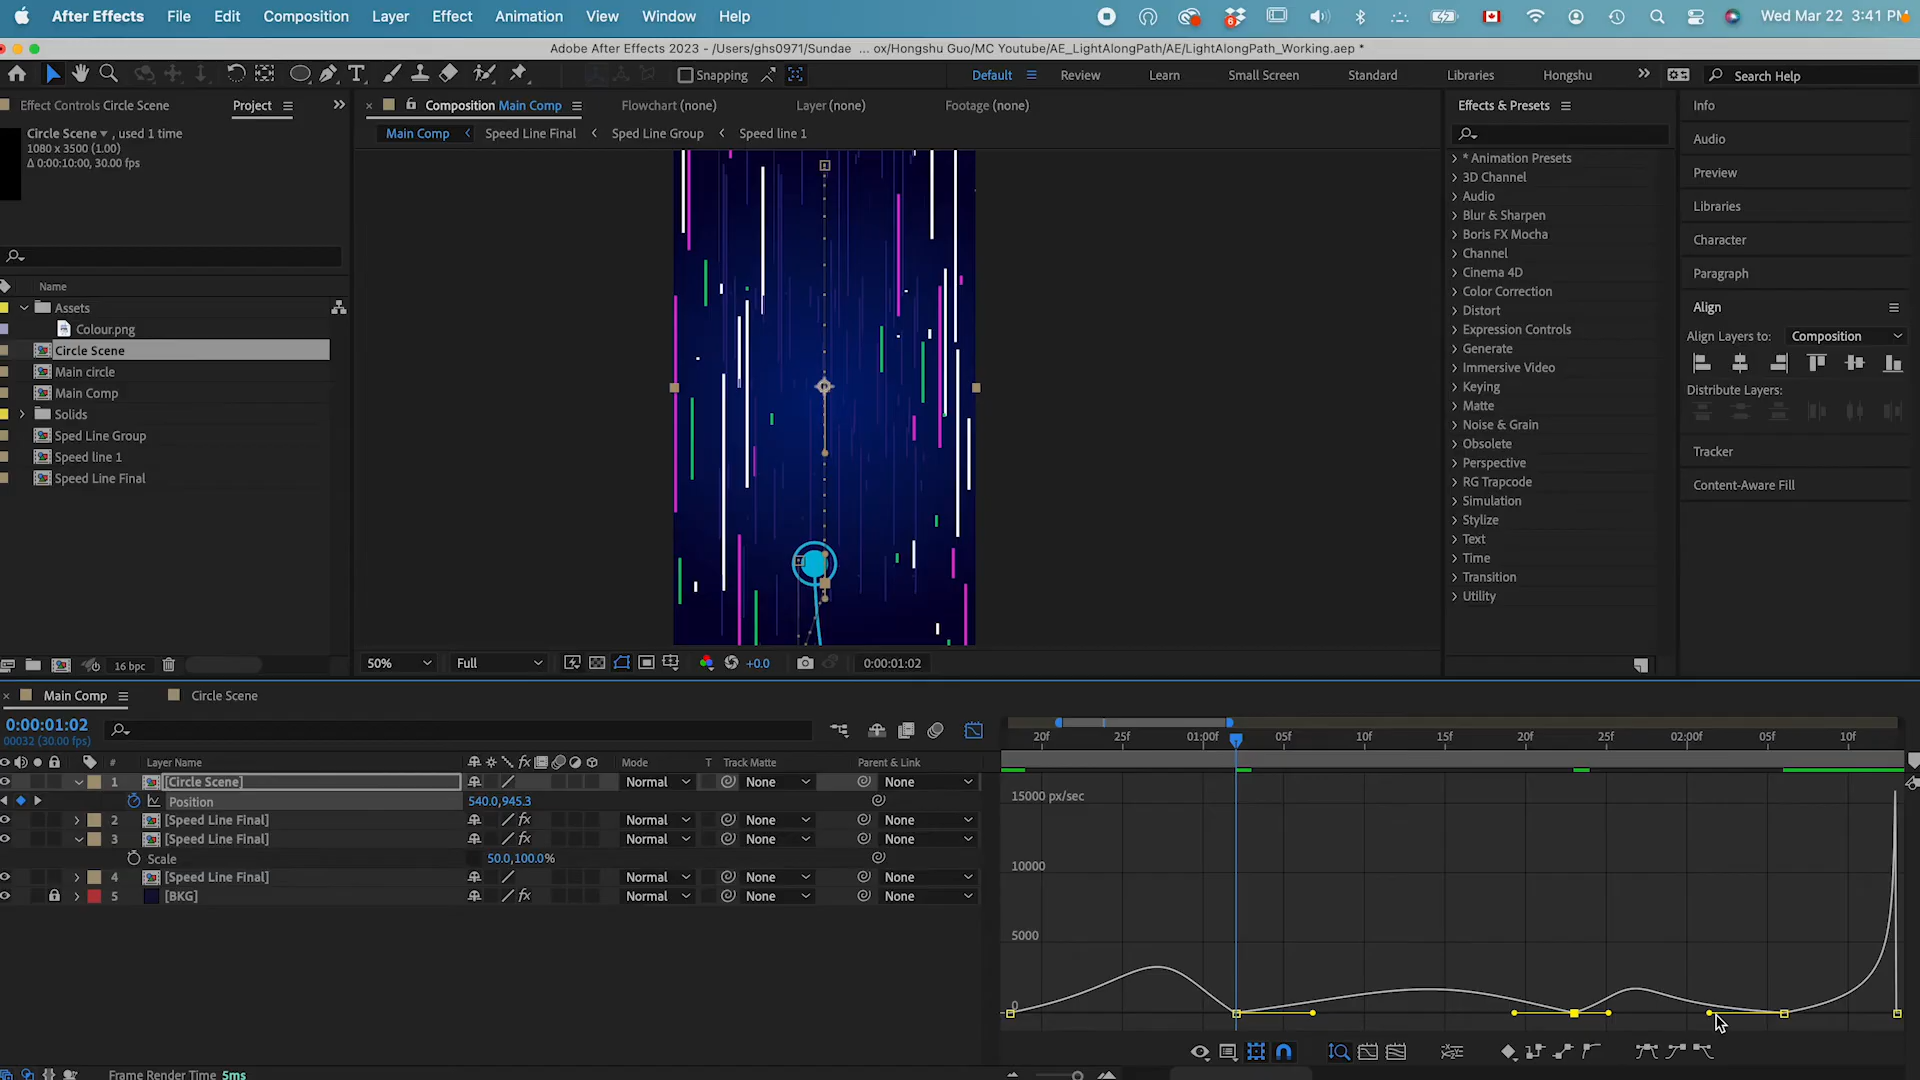 After Effects File Edit Composition Layer Effect Animation View Window Help
6
Wed Mar 22 3:41 PM
Adobe After Effects 2023 - /Users/ghs0971/Sundae ... ox/Hongshu Guo/MC Youtube/AE_LightAlongPath/AE/LightAlongPath_Working.aep *
T
Snapping
Default Review Learn Small Screen Standard Libraries Hongshu
Search Help
Effect Controls Circle Scene Project
Circle Scene , used 1 time
1080 x 3500 (1.00)
Δ 0:00:10:00, 30.00 fps
Name
Assets
Colour.png
Circle Scene
Main circle
Main Comp
Solids
Sped Line Group
Speed line 1
Speed Line Final
16 bpc
Composition Main Comp
Flowchart (none)
Layer (none)
Footage (none)
Main Comp
Speed Line Final
Sped Line Group
Speed line 1
50%
Full
+0.0
0:00:01:02
Effects & Presets
* Animation Presets
3D Channel
Audio
Blur & Sharpen
Boris FX Mocha
Channel
Cinema 4D
Color Correction
Distort
Expression Controls
Generate
Immersive Video
Keying
Matte
Noise & Grain
Obsolete
Perspective
RG Trapcode
Simulation
Stylize
Text
Time
Transition
Utility
Info
Audio
Preview
Libraries
Character
Paragraph
Align
Align Layers to: Composition
Distribute Layers:
Tracker
Content-Aware Fill
Main Comp
Circle Scene
0:00:01:02
00032 (30.00 fps)
# Layer Name fx Mode T Track Matte Parent & Link
1 [Circle Scene] Normal None None
Position 540.0,945.3
2 [Speed Line Final] fx Normal None None
3 [Speed Line Final] fx Normal None None
Scale 50.0,100.0%
4 [Speed Line Final] Normal None None
5 [BKG] fx Normal None None
20f 25f 01:00f 05f 10f 15f 20f 25f 02:00f 05f 10f
15000 px/sec
10000
5000
0
Frame Render Time 5ms